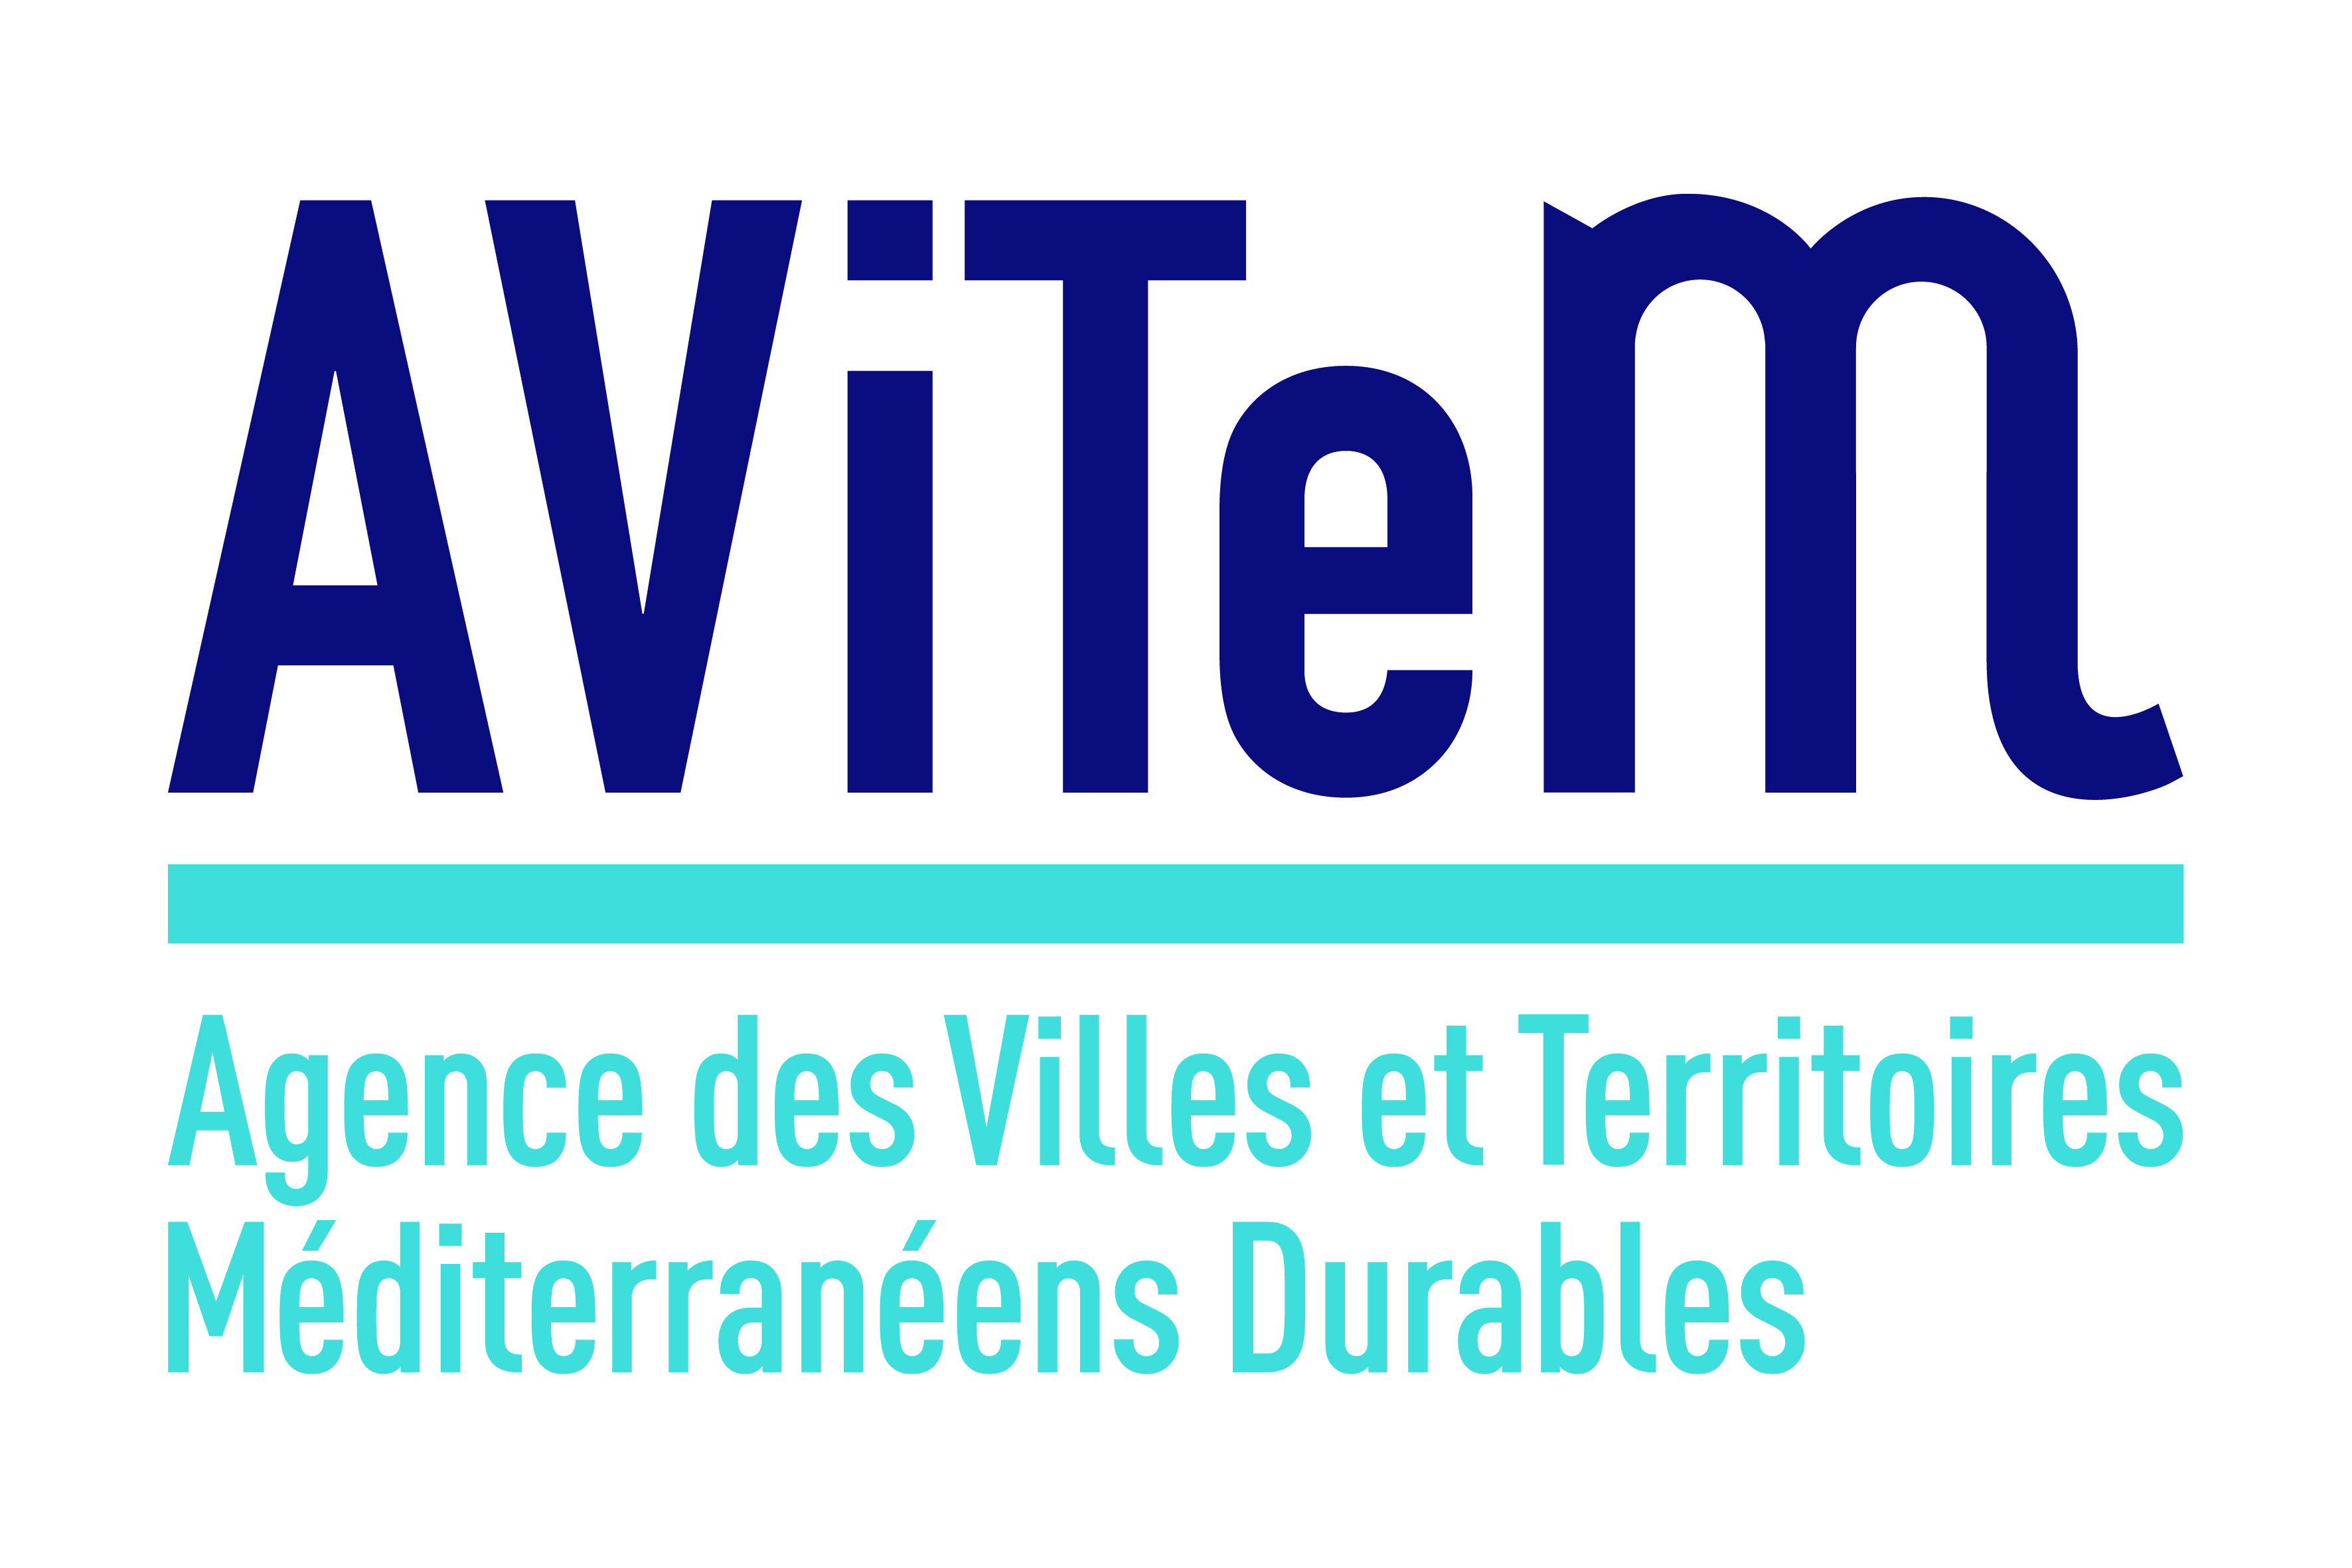 AViTeM
Agence des Villes et Territoires
Méditerranéens Durables